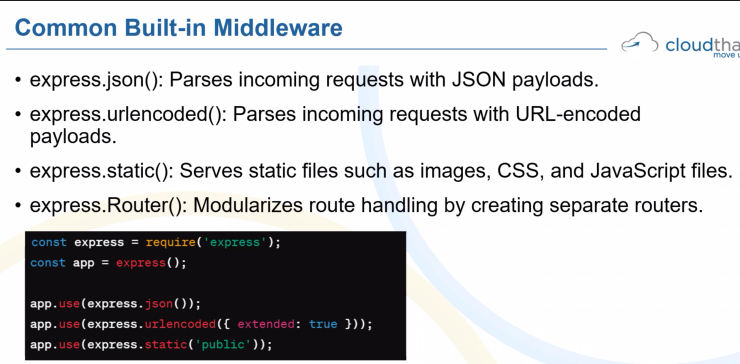 Common Built-in Middleware
cloudtha
move u
• express.json(): Parses incoming requests with JSON payloads.
• express.urlencoded(): Parses incoming requests with URL-encoded
payloads.
• express.static(): Serves static files such as images, CSS, and JavaScript files.
• express.Router(): Modularizes route handling by creating separate routers.
const express = require('express');
const app = express();
app.use(express.json());
app.use(express.urlencoded({ extended: true }));
app.use(express.static('public'));